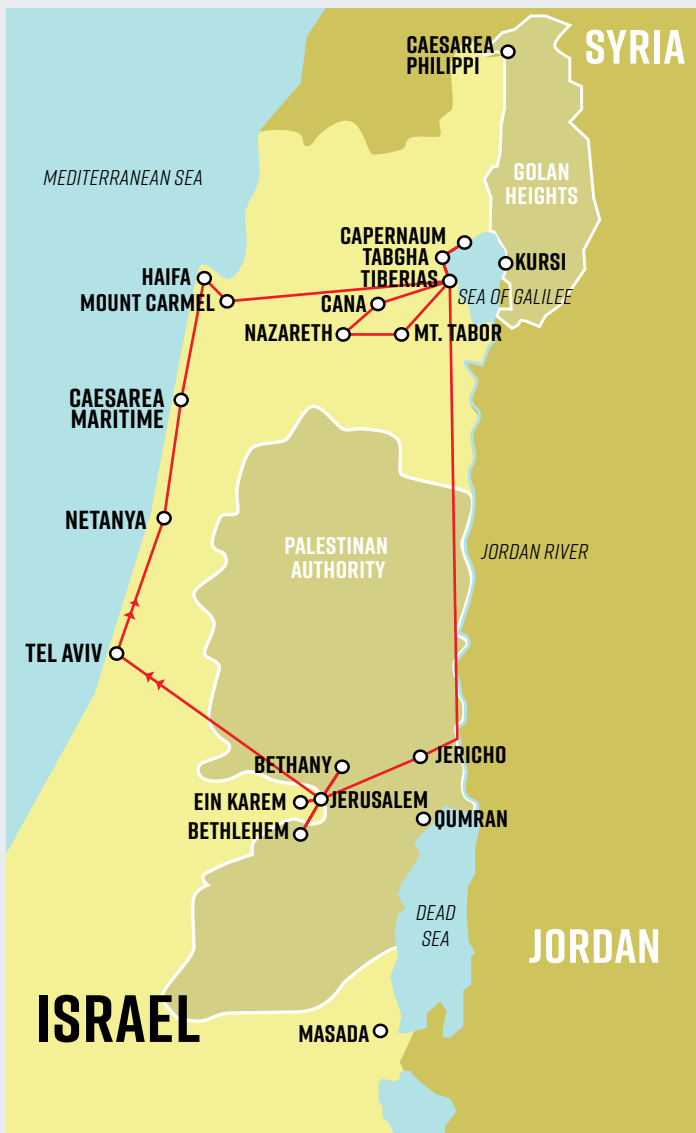 CAESAREA
PHILIPPI
SYRIA
MEDITERRANEAN SEA
GOLAN
HEIGHTS
CAPERNAUM
TABGHA
TIBERIAS
KURSI
HAIFA
MOUNT CARMEL
CANA
SEA OF GALILEE
NAZARETH
MT. TABOR
CAESAREA
MARITIME
NETANYA
PALESTINAN
AUTHORITY
JORDAN RIVER
TEL AVIV
BETHANY
JERICHO
EIN KAREM
JERUSALEM
BETHLEHEM
QUMRAN
DEAD
SEA
JORDAN
ISRAEL
MASADA